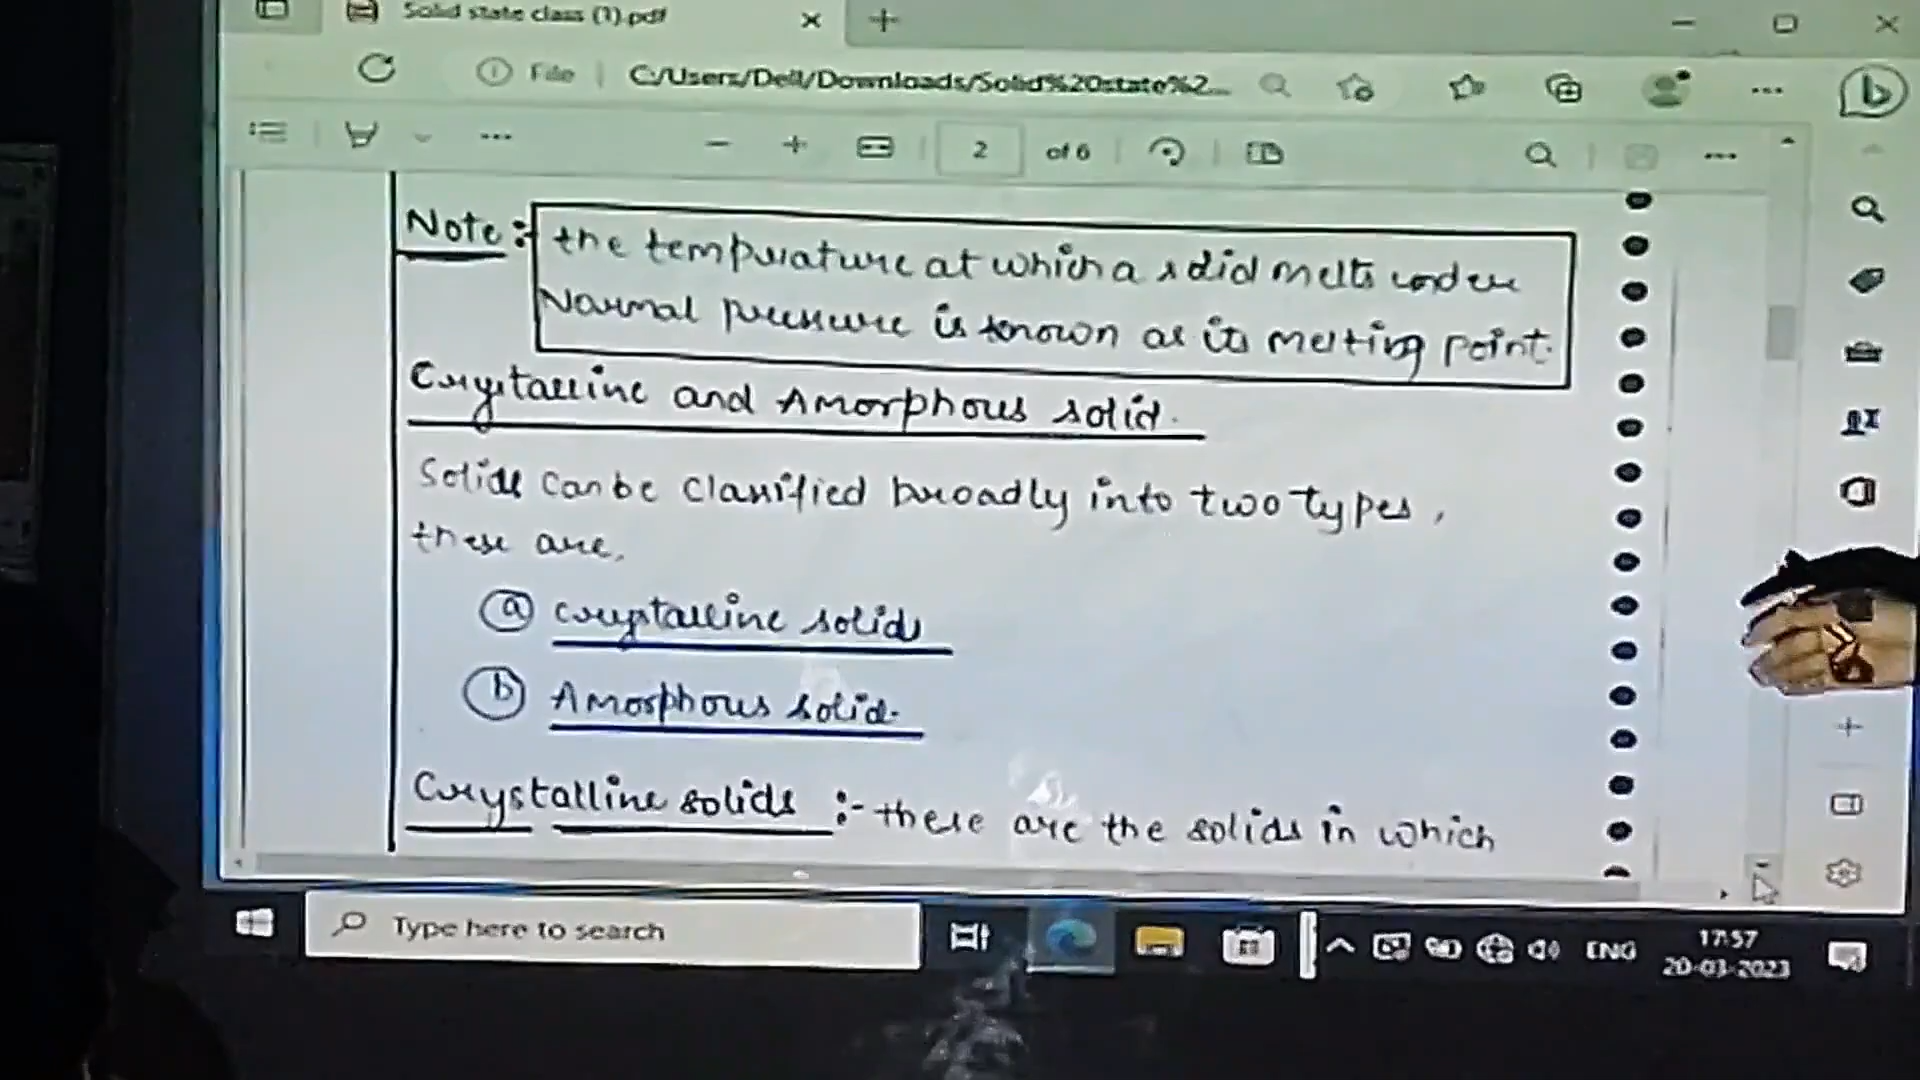 Solid state class (1).pdf
File
C:/Users/Dell/Downloads/Solid%20state%2...
2 of 6
Note :- the temperature at which a solid melts under
Normal pressure is known as its melting point.
Crystalline and Amorphous solid.
Solids can be classified broadly into two types,
these are,
(a) crystalline solids
(b) Amorphous solid.
Crystalline solids :- these are the solids in which
Type here to search
ENG
17:57
20-03-2023